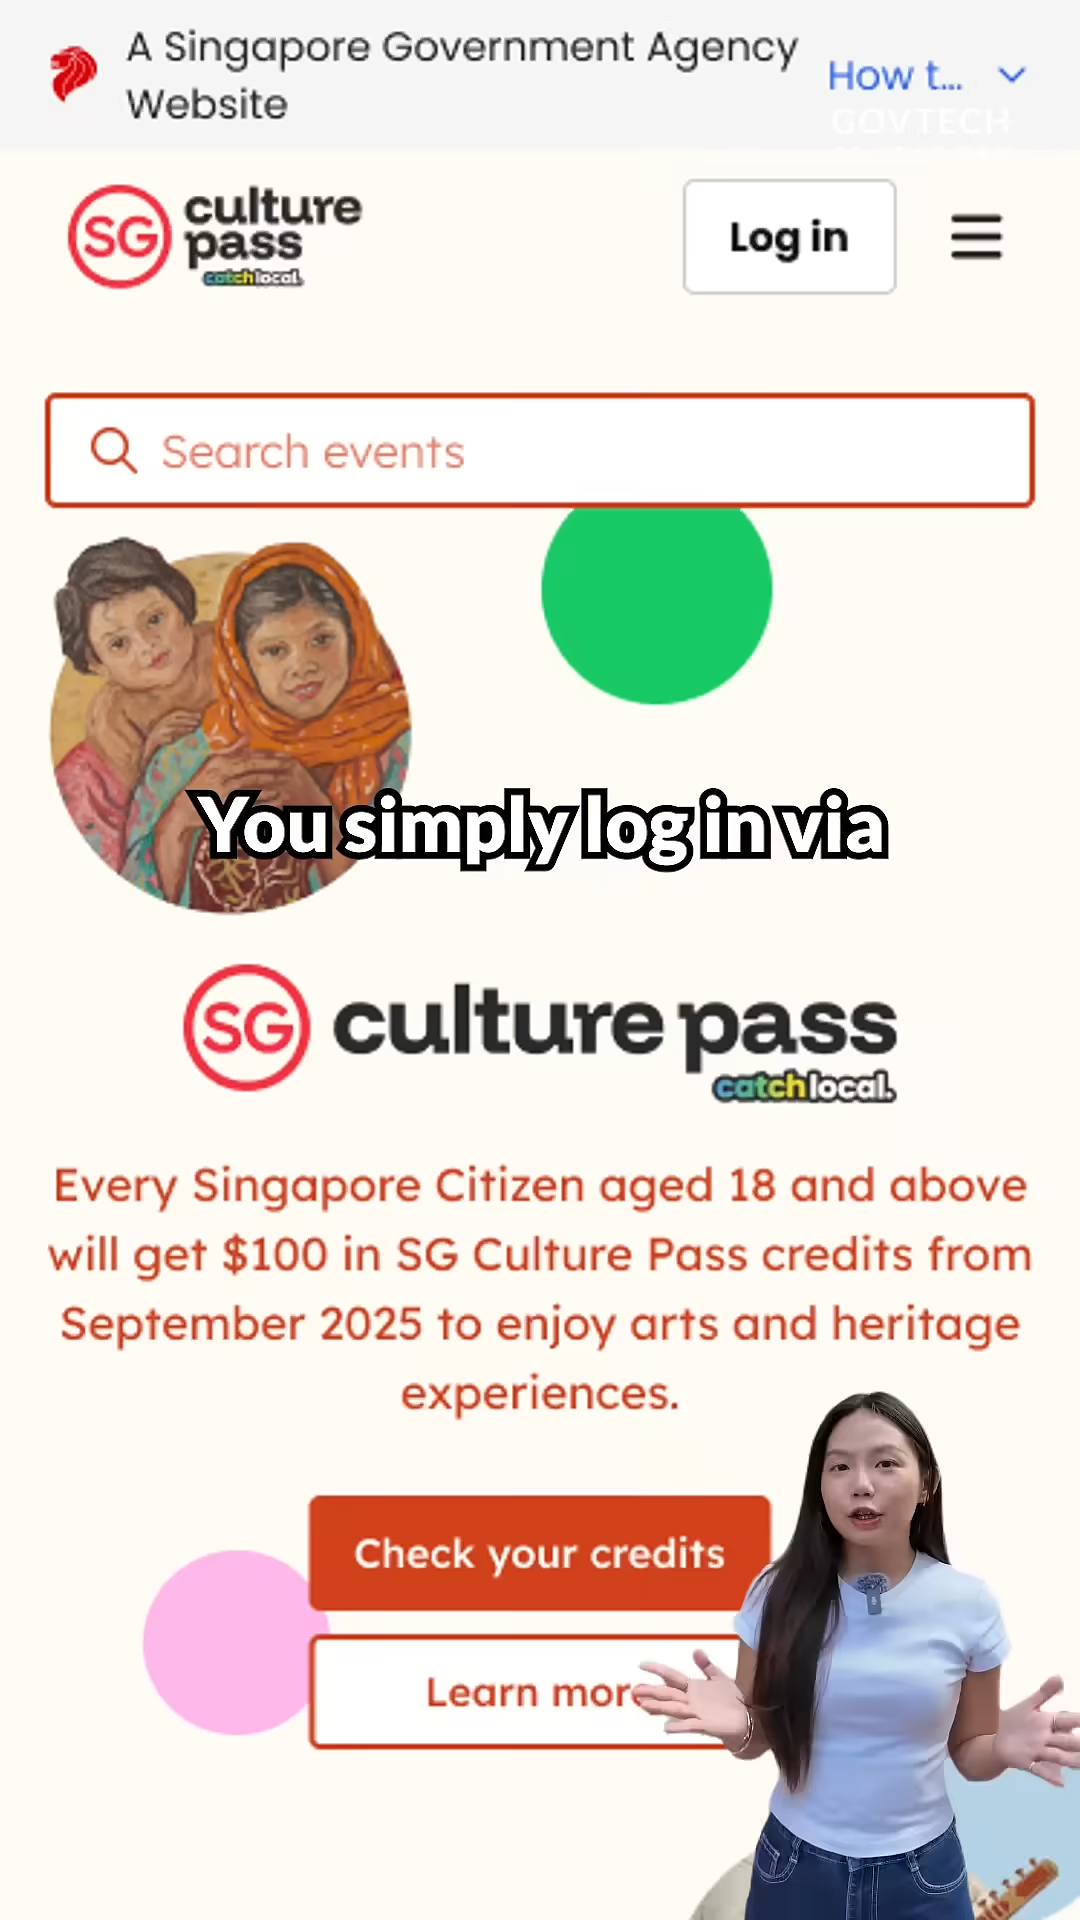 A Singapore Government Agency
Website
How t...
GOVTECH
SG culture
pass
catchlocal.
Log in
Search events
You simply log in via
SG culture pass
catchlocal.
Every Singapore Citizen aged 18 and above
will get $100 in SG Culture Pass credits from
September 2025 to enjoy arts and heritage
experiences.
Check your credits
Learn more